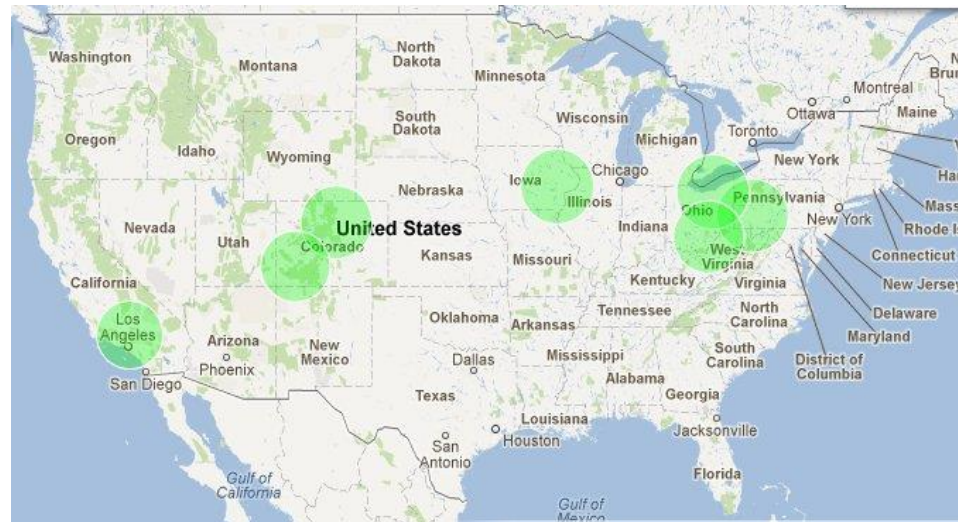 Washington
Montana
North
Dakota
Minnesota
Montreal
Ottawa
Maine
Oregon
Idaho
Wyoming
South
Dakota
Wisconsin
Michigan
Toronto
New York
Nevada
Utah
Nebraska
Iowa
Chicago
Illinois
Indiana
Ohio
Pennsylvania
New York
Mass
Rhode Is
Connecticut
New Jersey
Delaware
Maryland
District of
Columbia
United States
Colorado
Kansas
Missouri
West
Virginia
Kentucky
Virginia
California
Los
Angeles
San Diego
Arizona
Phoenix
New
Mexico
Oklahoma
Arkansas
Tennessee
North
Carolina
South
Carolina
Dallas
Mississippi
Alabama
Georgia
Texas
Louisiana
Jacksonville
San
Antonio
Houston
Florida
Gulf of
California
Gulf of
Mexico